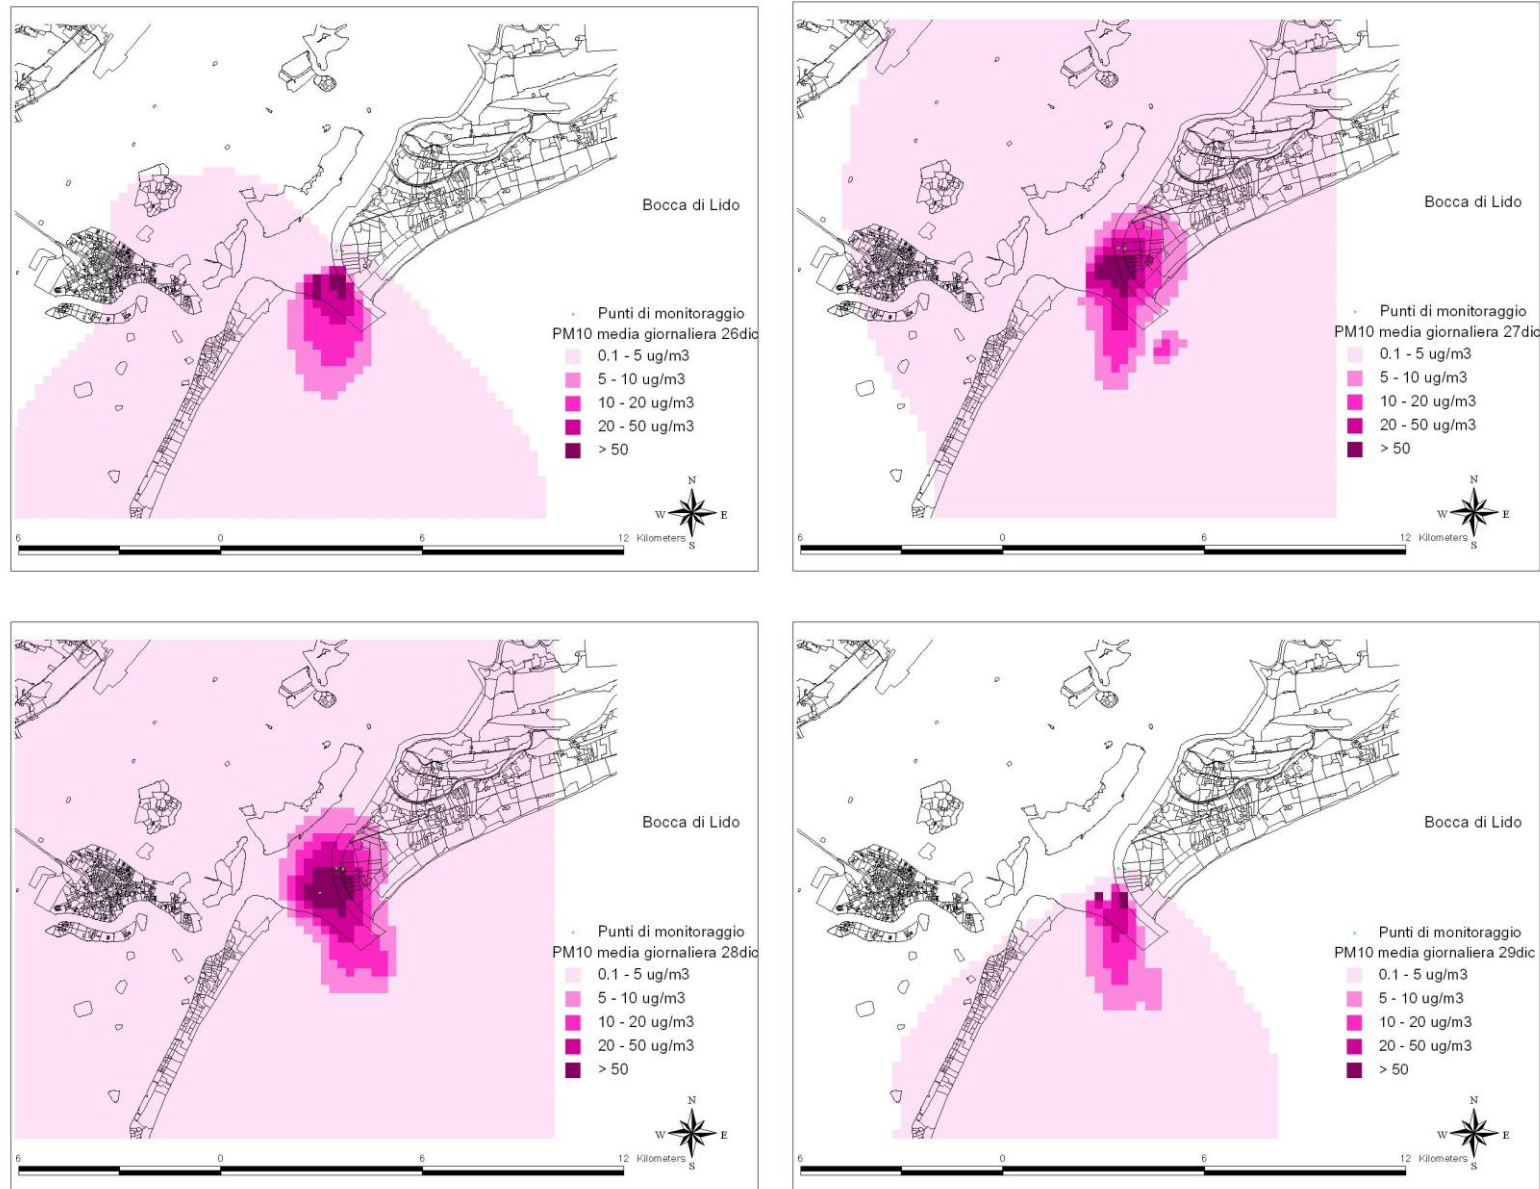 Bocca di Lido
Punti di monitoraggio
PM10 media giornaliera 26dic
0.1 - 5 ug/m3
5 - 10 ug/m3
10 - 20 ug/m3
20 - 50 ug/m3
> 50
N
W E
S
6 0 6 12 Kilometers
Bocca di Lido
Punti di monitoraggio
PM10 media giornaliera 27dic
0.1 - 5 ug/m3
5 - 10 ug/m3
10 - 20 ug/m3
20 - 50 ug/m3
> 50
N
W E
S
6 0 6 12 Kilometers
Bocca di Lido
Punti di monitoraggio
PM10 media giornaliera 28dic
0.1 - 5 ug/m3
5 - 10 ug/m3
10 - 20 ug/m3
20 - 50 ug/m3
> 50
N
W E
S
6 0 6 12 Kilometers
Bocca di Lido
Punti di monitoraggio
PM10 media giornaliera 29dic
0.1 - 5 ug/m3
5 - 10 ug/m3
10 - 20 ug/m3
20 - 50 ug/m3
> 50
N
W E
S
6 0 6 12 Kilometers